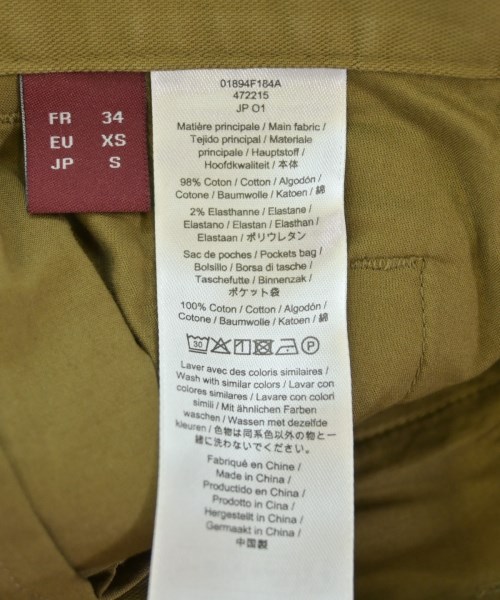 FR 34
EU XS
JP S
01894F184A
472215
JP O1
Matière principale / Main fabric /
Tejido principal / Materiale
principale / Hauptstoff /
Hoofdkwaliteit / 本体
98% Coton / Cotton / Algodón /
Cotone / Baumwolle / Katoen / 綿
2% Elasthanne / Elastane /
Elastano / Elastan / Elasthan /
Elastaan / ポリウレタン
Sac de poches / Pockets bag /
Bolsillo / Borsa di tasche /
Taschefutter / Binnenzak /
ポケット袋
100% Coton / Cotton / Algodón /
Cotone / Baumwolle / Katoen / 綿
30 P
Laver avec des coloris similaires /
Wash with similar colors / Lavar con
colores similares / Lavare con colori
simili / Mit ähnlichen Farben
waschen / Wassen met dezelfde
kleuren / 色物は同系色以外の物と一
緒に洗わないでください。
Fabriqué en Chine /
Made in China /
Producido en China /
Prodotto in Cina /
Hergestellt in China /
Germaakt in China /
中国製